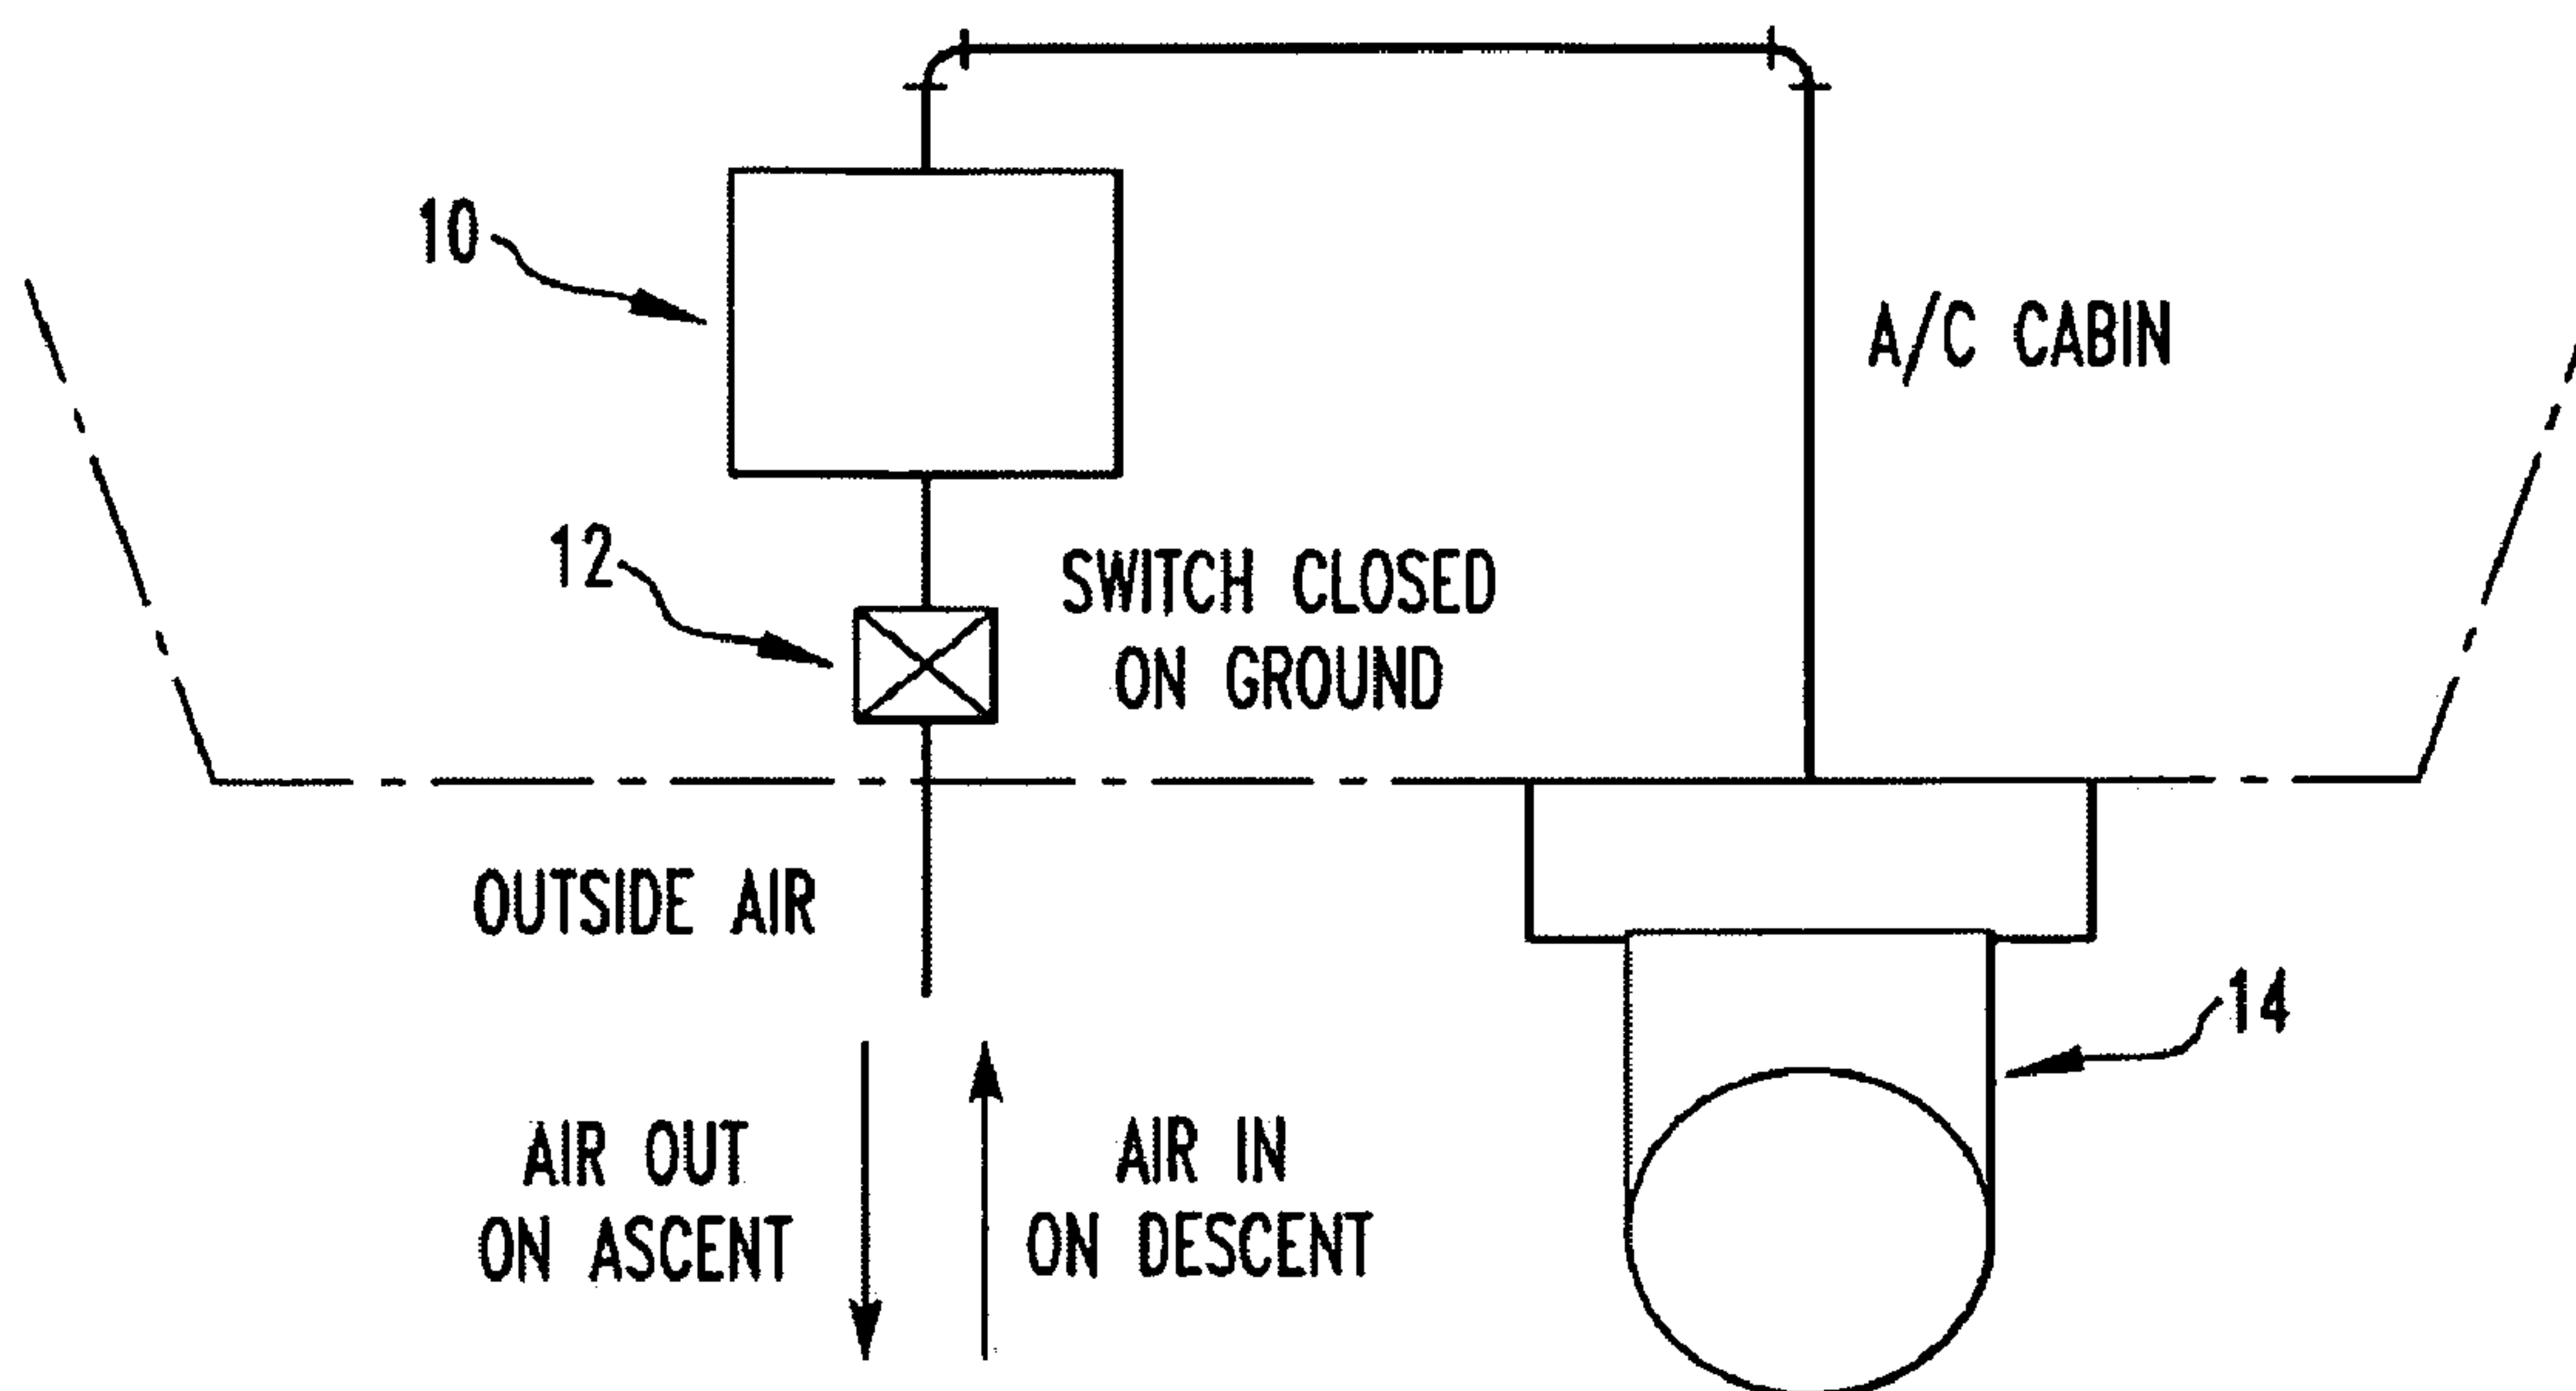 10
A/C CABIN
12
SWITCH CLOSED
ON GROUND
OUTSIDE AIR
14
AIR OUT
ON ASCENT
AIR IN
ON DESCENT